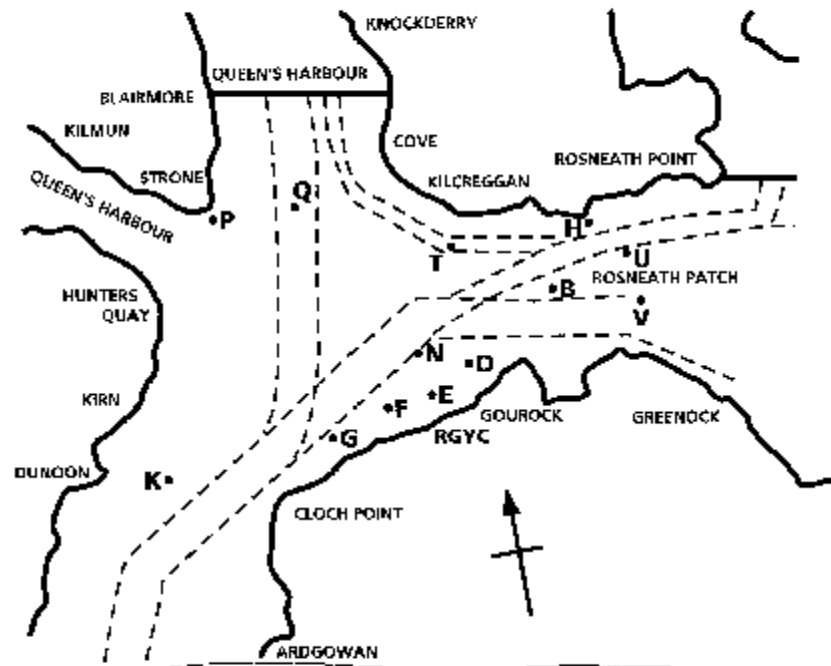 KNOCKDERRY
QUEEN'S HARBOUR
BLAIRMORE
KILMUN
COVE
ROSNEATH POINT
STRONE
KILCREGGAN
QUEEN'S HARBOUR
Q
P
H
T
U
HUNTERS
QUAY
B
ROSNEATH PATCH
V
N
D
KIRN
E
F
GOUROCK
GREENOCK
G
RGYC
DUNOON
K
CLOCH POINT
ARDGOWAN